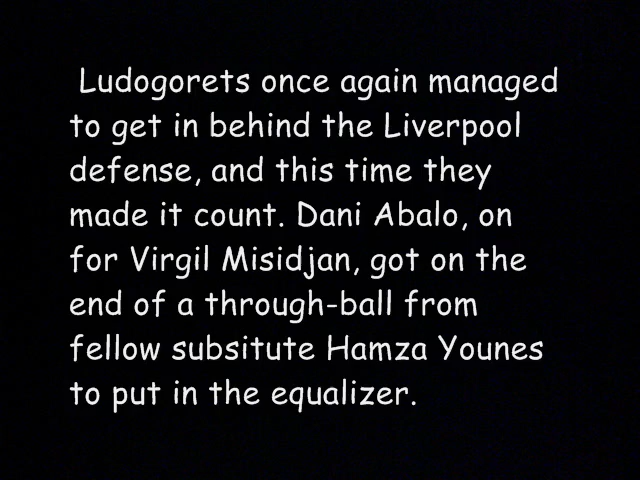 Ludogorets once again managed
to get in behind the Liverpool
defense, and this time they
made it count. Dani Abalo, on
for Virgil Misidjan, got on the
end of a through-ball from
fellow subsitute Hamza Younes
to put in the equalizer.